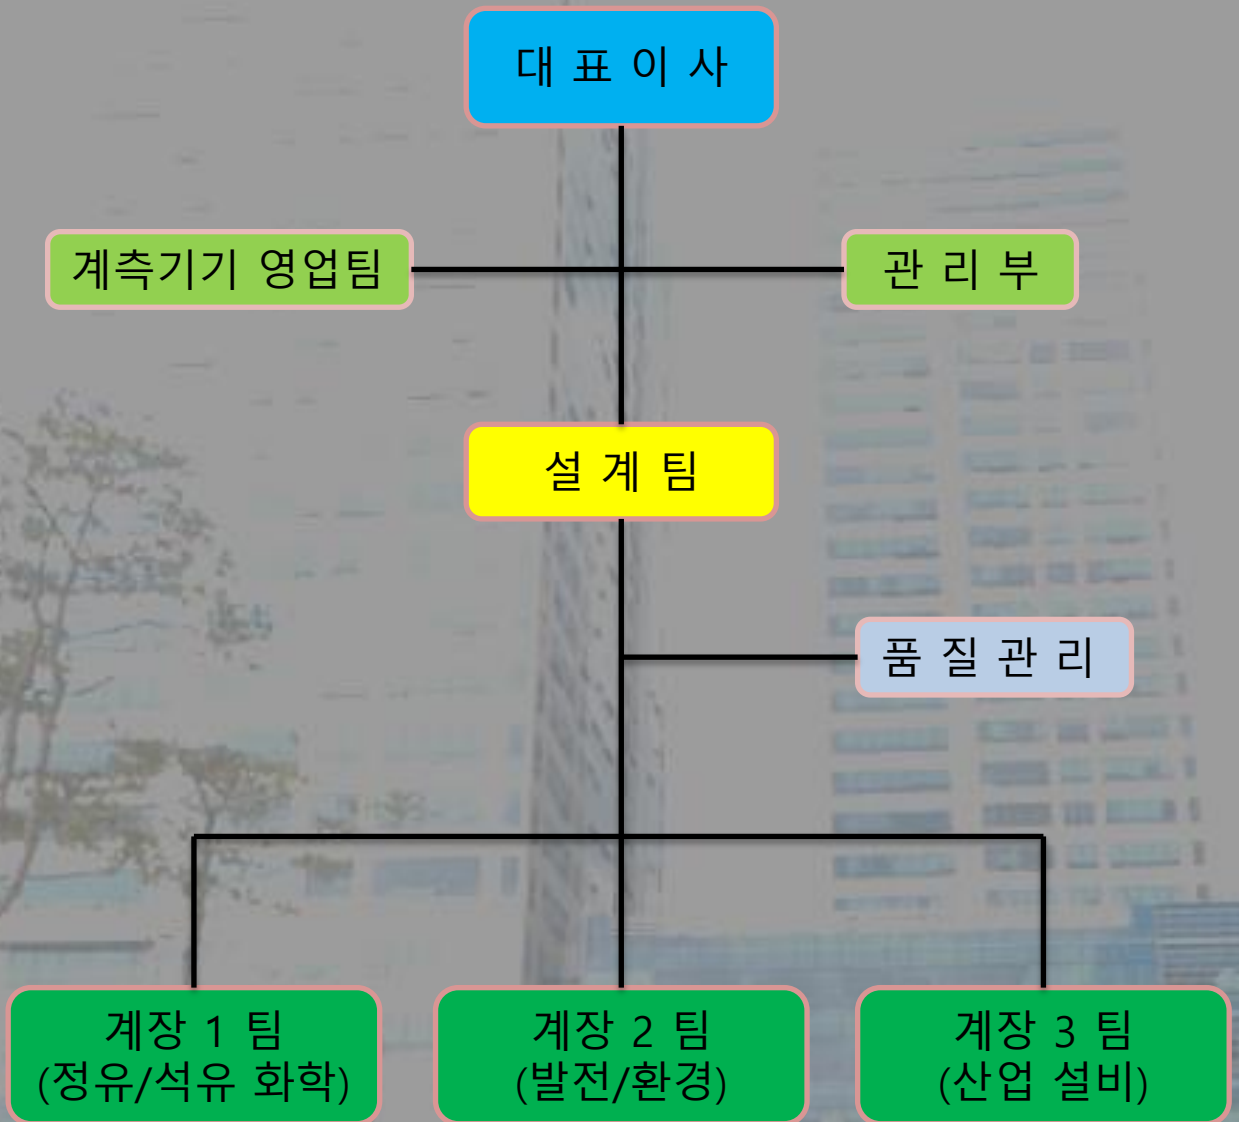 대 표 이 사
계측기기 영업팀
관 리 부
설 계 팀
품 질 관 리
계장 1 팀
(정유/석유 화학)
계장 2 팀
(발전/환경)
계장 3 팀
(산업 설비)